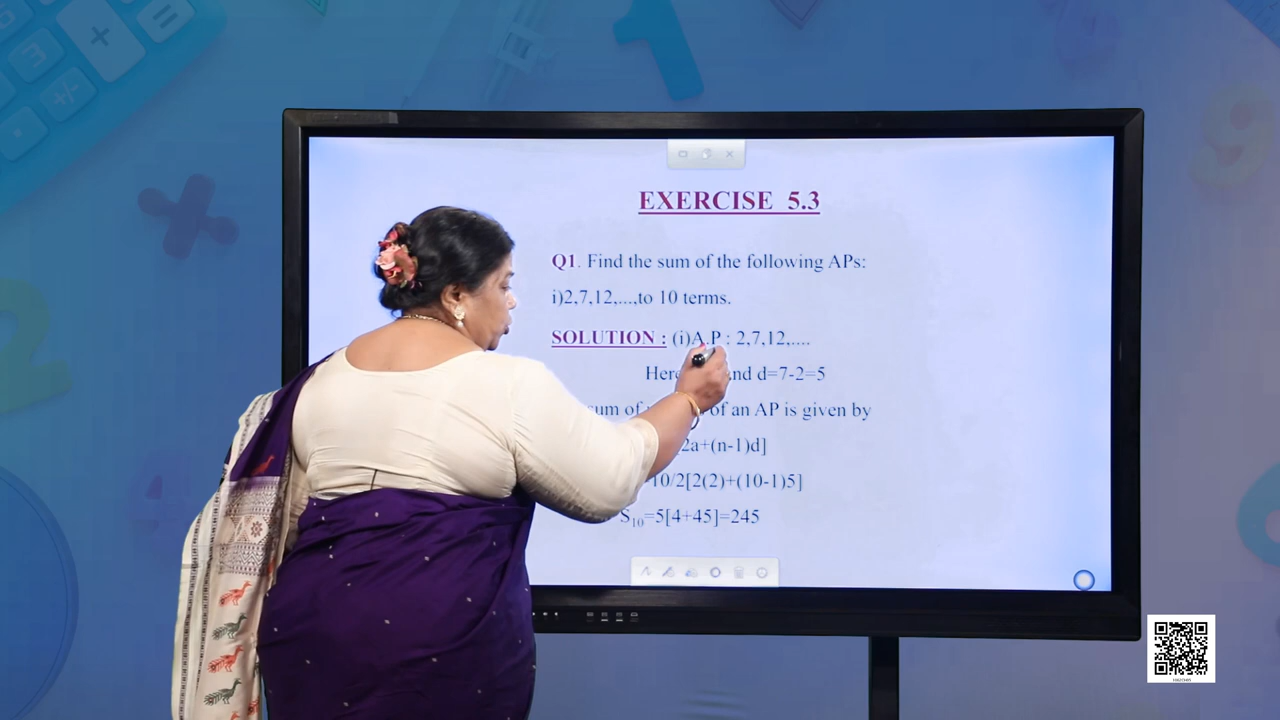 EXERCISE 5.3
Q1. Find the sum of the following APs:
i)2,7,12,...,to 10 terms.
SOLUTION : (i)A.P : 2,7,12,....
Here nd d=7-2=5
sum of of an AP is given by
2a+(n-1)d]
10/2[2(2)+(10-1)5]
S₁₀=5[4+45]=245